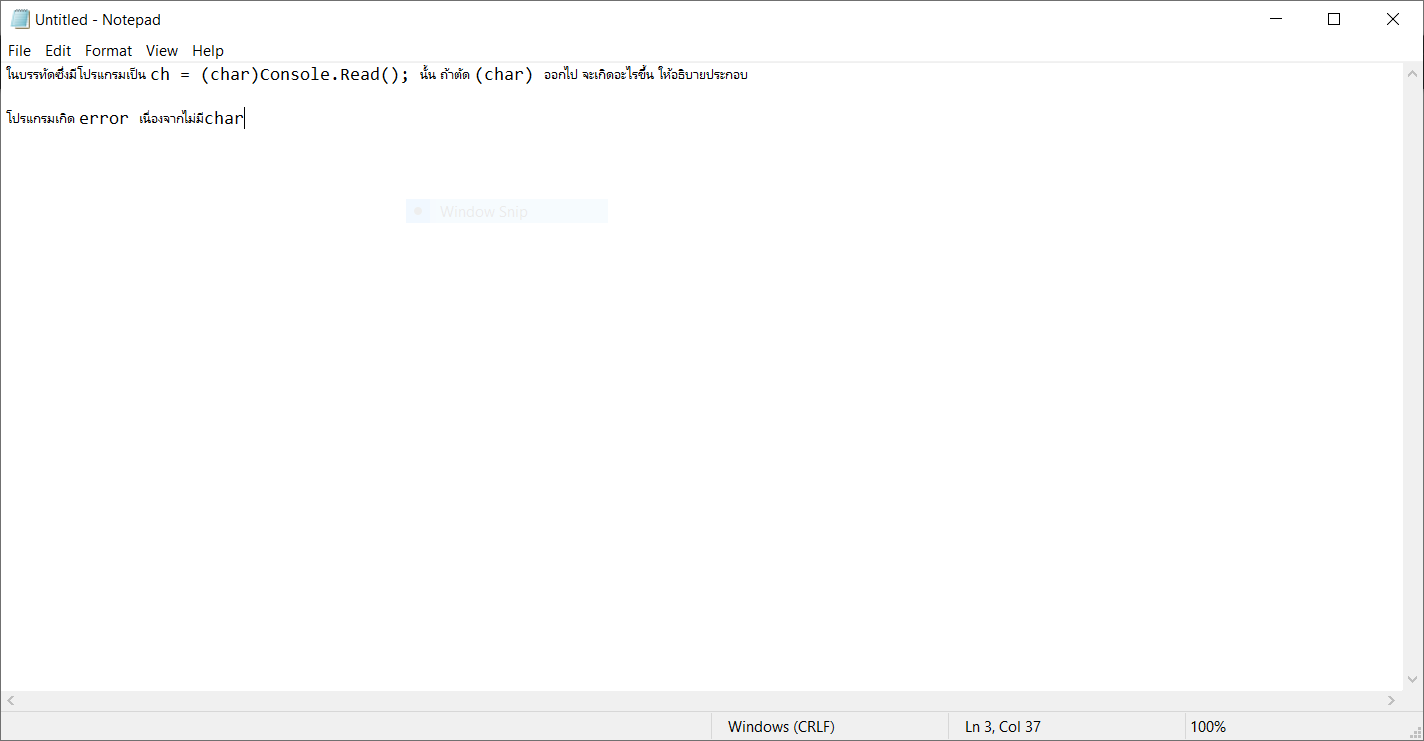 Untitled - Notepad
File Edit Format View Help
ในบรรทัดซึ่งมีโปรแกรมเป็น ch = (char)Console.Read(); นั้น ถ้าตัด (char) ออกไป จะเกิดอะไรขึ้น ให้อธิบายประกอบ
โปรแกรมเกิด error เนื่องจากไม่มีchar
Window Snip
Windows (CRLF) Ln 3, Col 37 100%